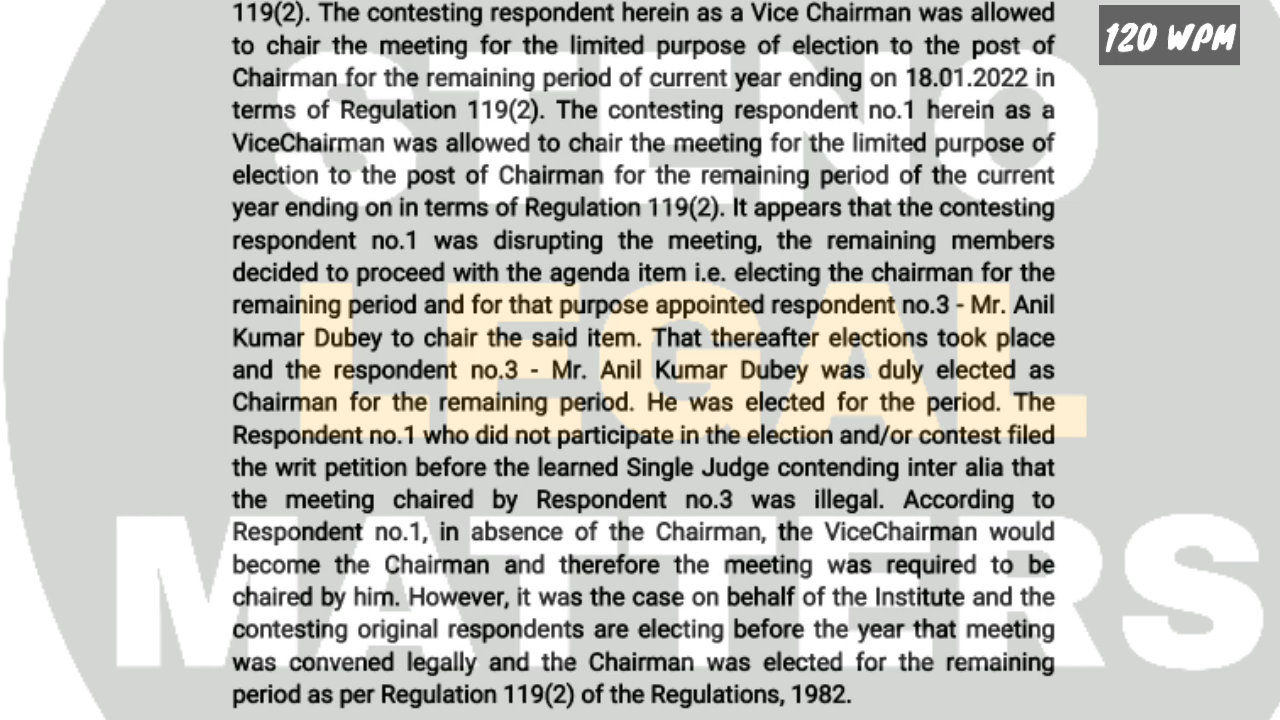 119(2). The contesting respondent herein as a Vice Chairman was allowed
to chair the meeting for the limited purpose of election to the post of
Chairman for the remaining period of current year ending on 18.01.2022 in
terms of Regulation 119(2). The contesting respondent no.1 herein as a
ViceChairman was allowed to chair the meeting for the limited purpose of
election to the post of Chairman for the remaining period of the current
year ending on in terms of Regulation 119(2). It appears that the contesting
respondent no.1 was disrupting the meeting, the remaining members
decided to proceed with the agenda item i.e. electing the chairman for the
remaining period and for that purpose appointed respondent no.3 - Mr. Anil
Kumar Dubey to chair the said item. That thereafter elections took place
and the respondent no.3 - Mr. Anil Kumar Dubey was duly elected as
Chairman for the remaining period. He was elected for the period. The
Respondent no.1 who did not participate in the election and/or contest filed
the writ petition before the learned Single Judge contending inter alia that
the meeting chaired by Respondent no.3 was illegal. According to
Respondent no.1, in absence of the Chairman, the ViceChairman would
become the Chairman and therefore the meeting was required to be
chaired by him. However, it was the case on behalf of the Institute and the
contesting original respondents are electing before the year that meeting
was convened legally and the Chairman was elected for the remaining
period as per Regulation 119(2) of the Regulations, 1982.
120 WPM
STENO
LEGAL
MATTERS